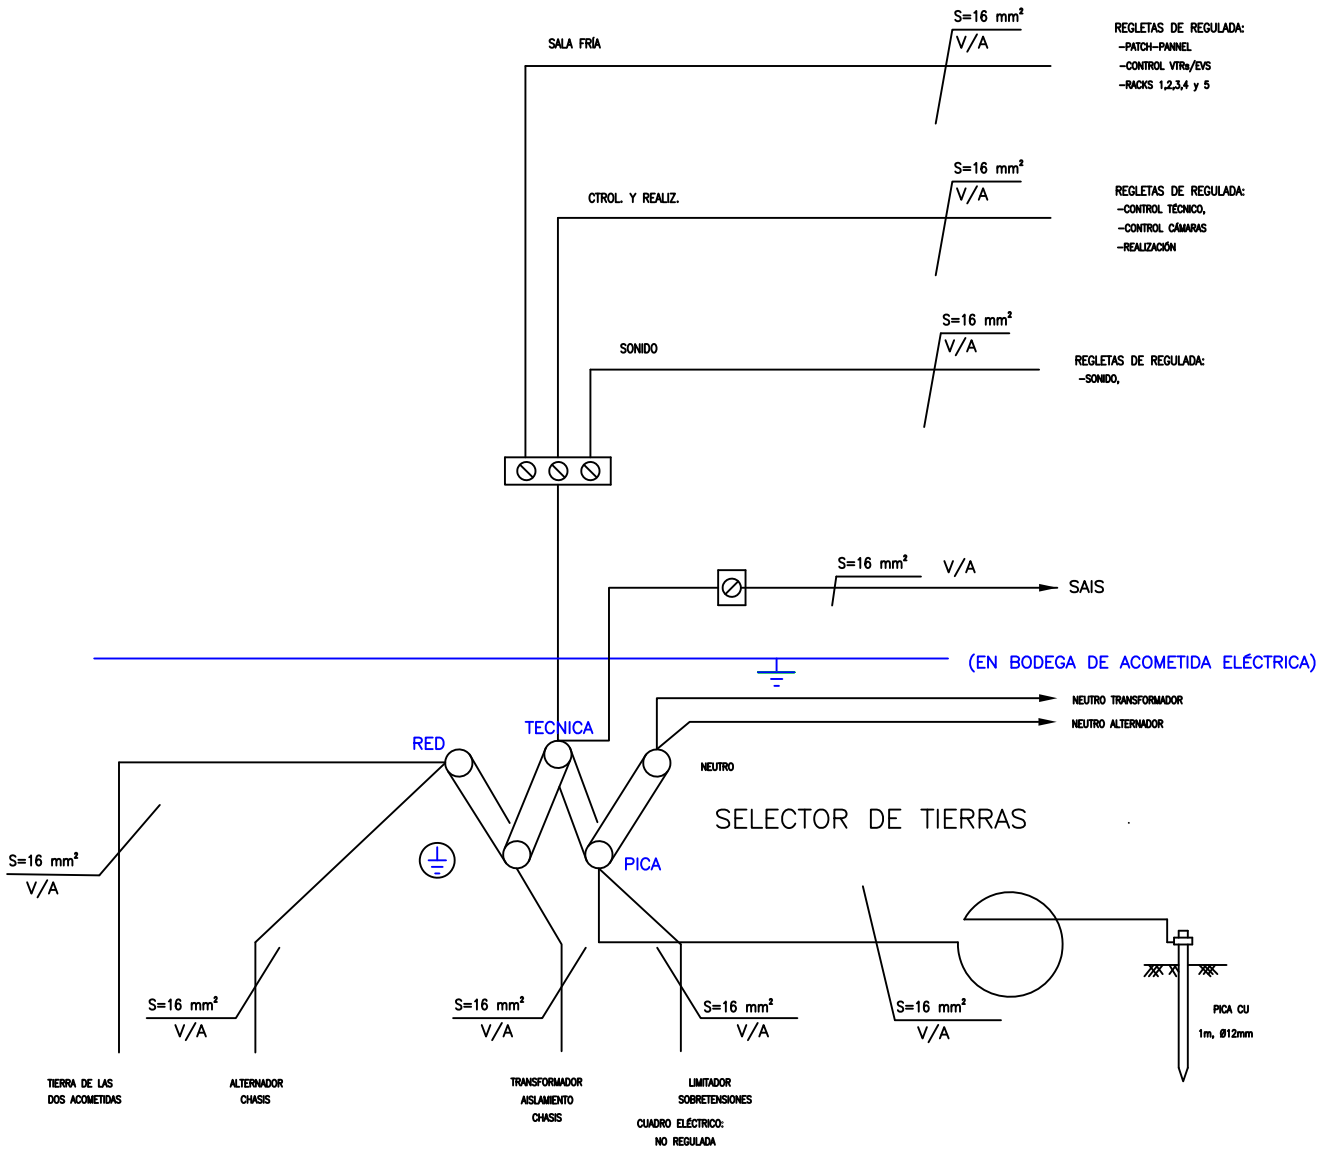 S=16 mm²
V/A
SALA FRÍA
REGLETAS DE REGULADA:
-PATCH-PANNEL
-CONTROL VTRs/EVS
-RACKS 1,2,3,4 y 5
S=16 mm²
V/A
CTROL. Y REALIZ.
REGLETAS DE REGULADA:
-CONTROL TÉCNICO,
-CONTROL CÁMARAS
-REALIZACIÓN
S=16 mm²
V/A
SONIDO
REGLETAS DE REGULADA:
-SONIDO,
S=16 mm² V/A
SAIS
(EN BODEGA DE ACOMETIDA ELÉCTRICA)
NEUTRO TRANSFORMADOR
NEUTRO ALTERNADOR
TECNICA
RED
NEUTRO
SELECTOR DE TIERRAS
PICA
S=16 mm²
V/A
S=16 mm²
V/A
S=16 mm²
V/A
S=16 mm²
V/A
S=16 mm²
V/A
PICA CU
1m, Ø12mm
TIERRA DE LAS
DOS ACOMETIDAS
ALTERNADOR
CHASIS
TRANSFORMADOR
AISLAMIENTO
CHASIS
LIMITADOR
SOBRETENSIONES
CUADRO ELÉCTRICO:
NO REGULADA